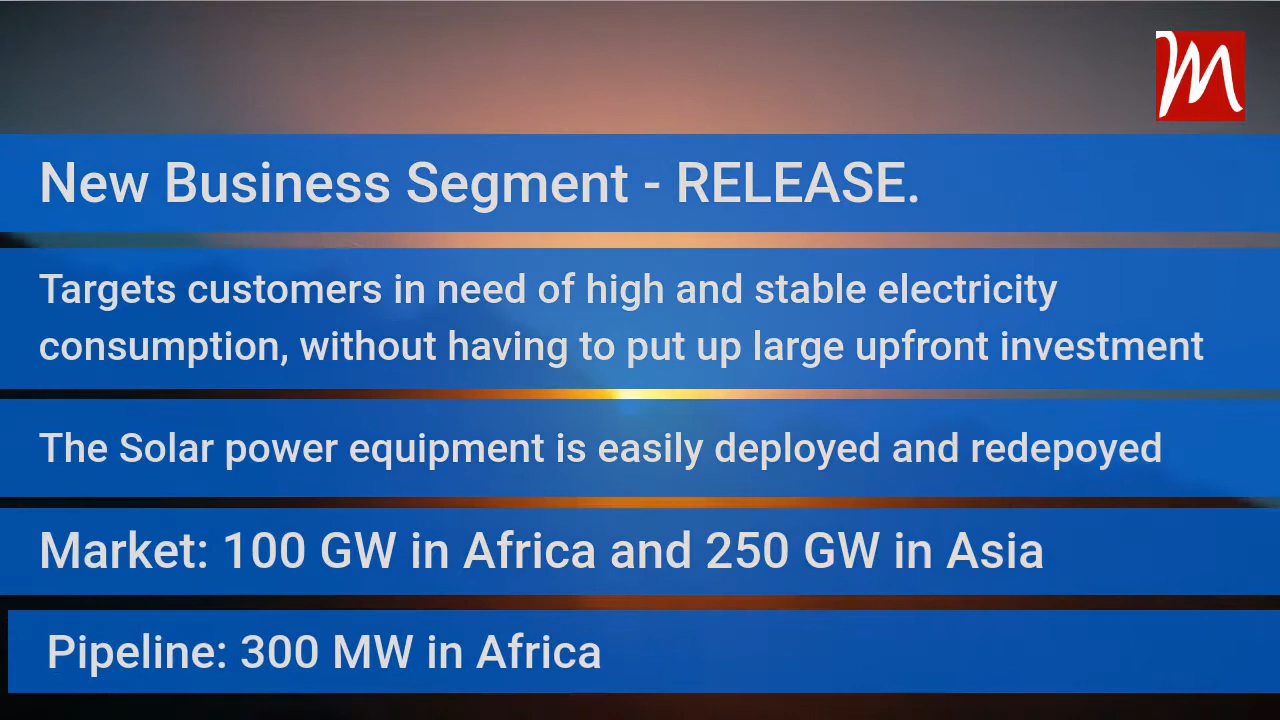 New Business Segment - RELEASE.
Targets customers in need of high and stable electricity
consumption, without having to put up large upfront investment
The Solar power equipment is easily deployed and redepoyed
Market: 100 GW in Africa and 250 GW in Asia
Pipeline: 300 MW in Africa